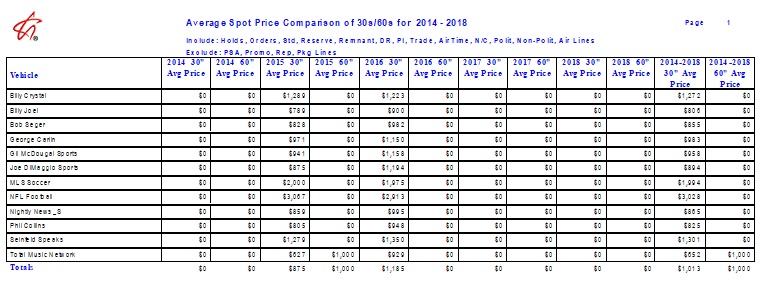 Average Spot Price Comparison of 30s/60s for 2014 - 2018 Page 1
Include: Holds, Orders, Std, Reserve, Remnant, DR, PI, Trade, AirTime, N/C, Polit, Non-Polit, Air Lines
Exclude: PSA, Promo, Rep, Pkg Lines
2014 30" 2014 60" 2015 30" 2015 60" 2016 30" 2016 60" 2017 30" 2017 60" 2018 30" 2018 60" 2014-2018 2014-2018
Vehicle Avg Price Avg Price Avg Price Avg Price Avg Price Avg Price Avg Price Avg Price Avg Price Avg Price 30" Avg 60" Avg
Price Price
Billy Crystal $0 $0 $1,289 $0 $1,223 $0 $0 $0 $0 $0 $1,272 $0
Billy Joel $0 $0 $789 $0 $900 $0 $0 $0 $0 $0 $806 $0
Bob Seger $0 $0 $828 $0 $982 $0 $0 $0 $0 $0 $855 $0
George Carlin $0 $0 $971 $0 $1,150 $0 $0 $0 $0 $0 $983 $0
Gil McDougal Sports $0 $0 $941 $0 $1,158 $0 $0 $0 $0 $0 $958 $0
Joe DiMaggio Sports $0 $0 $875 $0 $1,194 $0 $0 $0 $0 $0 $894 $0
MLS Soccer $0 $0 $2,000 $0 $1,975 $0 $0 $0 $0 $0 $1,994 $0
NFL Football $0 $0 $3,067 $0 $2,913 $0 $0 $0 $0 $0 $3,028 $0
Nightly News_S $0 $0 $859 $0 $995 $0 $0 $0 $0 $0 $865 $0
Phil Collins $0 $0 $805 $0 $948 $0 $0 $0 $0 $0 $825 $0
Seinfeld Speaks $0 $0 $1,279 $0 $1,350 $0 $0 $0 $0 $0 $1,301 $0
Total Music Network $0 $0 $627 $1,000 $929 $0 $0 $0 $0 $0 $652 $1,000
Totals $0 $0 $875 $1,000 $1,185 $0 $0 $0 $0 $0 $1,013 $1,000